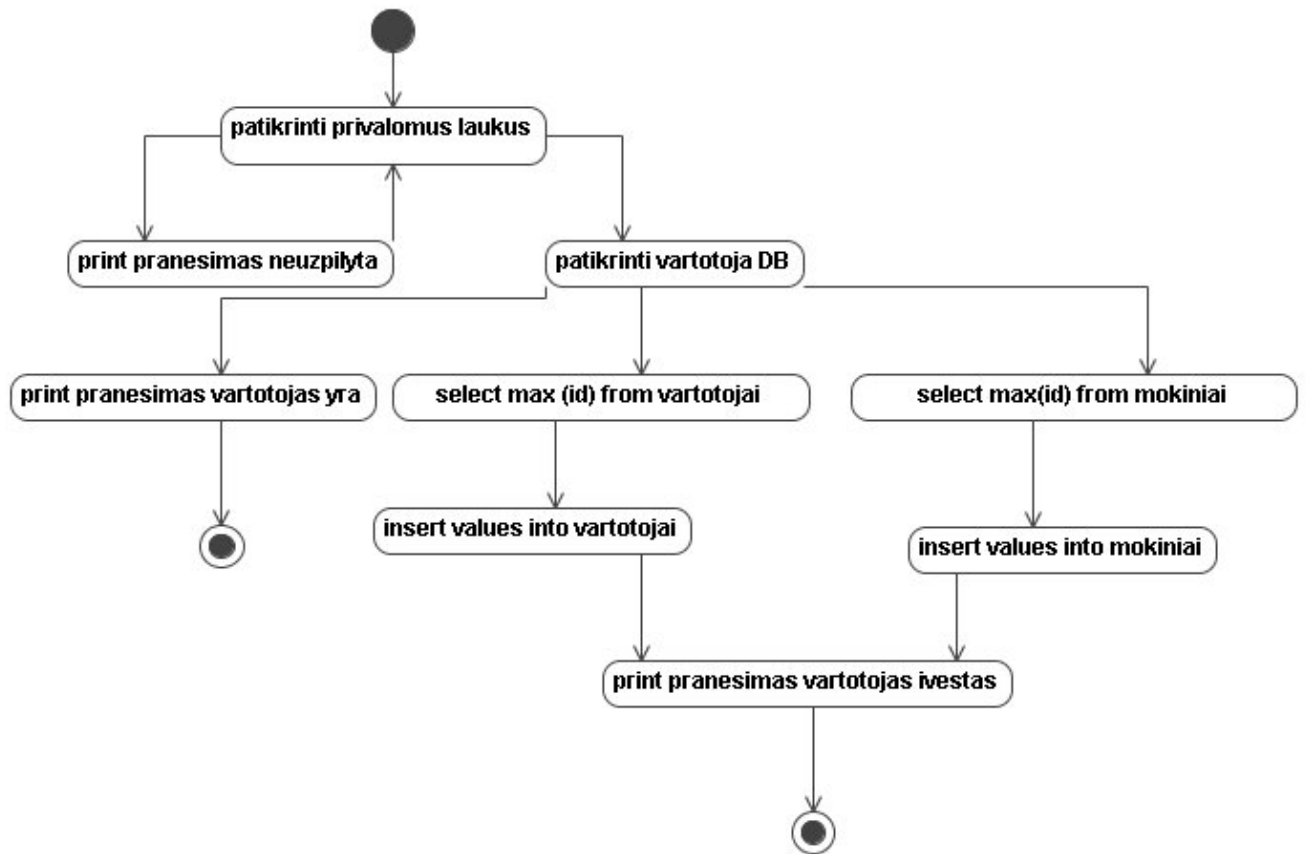 patikrinti privalomus laukus
print pranesimas neuzpilyta
patikrinti vartotoja DB
print pranesimas vartotojas yra
select max (id) from vartotojai
select max(id) from mokiniai
insert values into vartotojai
insert values into mokiniai
print pranesimas vartotojas ivestas